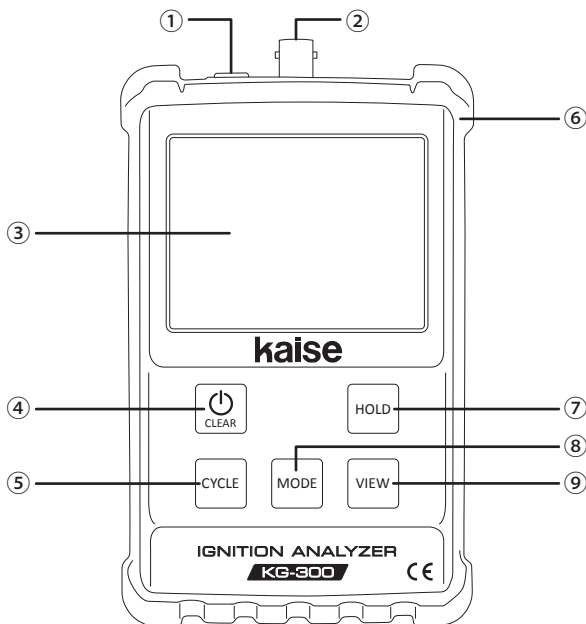 ①
②
⑥
③
kaise
④
CLEAR
HOLD
⑦
⑧
⑤
CYCLE
MODE
VIEW
⑨
IGNITION ANALYZER
KG-300
CE